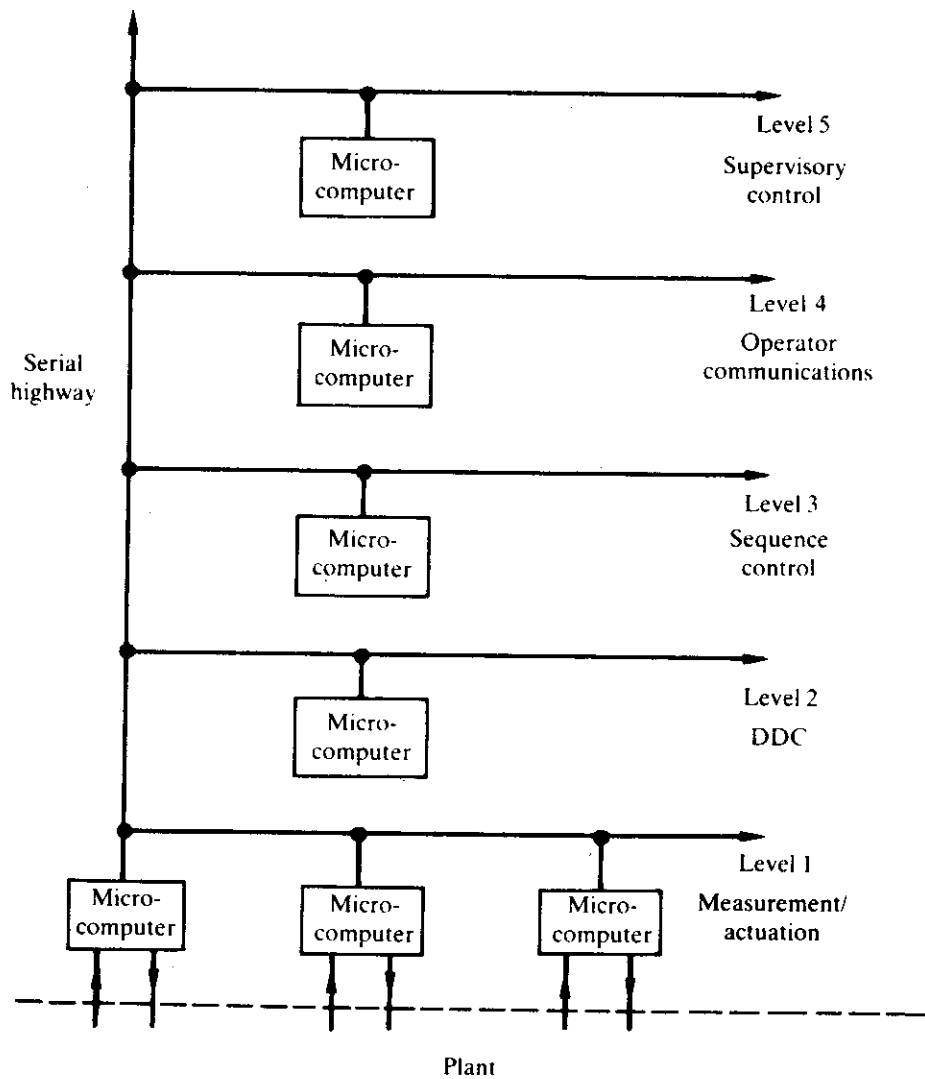 Level 5
Micro-
computer
Supervisory
control
Level 4
Micro-
computer
Operator
communications
Serial
highway
Level 3
Micro-
computer
Sequence
control
Level 2
Micro-
computer
DDC
Level 1
Micro-
computer
Micro-
computer
Micro-
computer
Measurement/
actuation
Plant